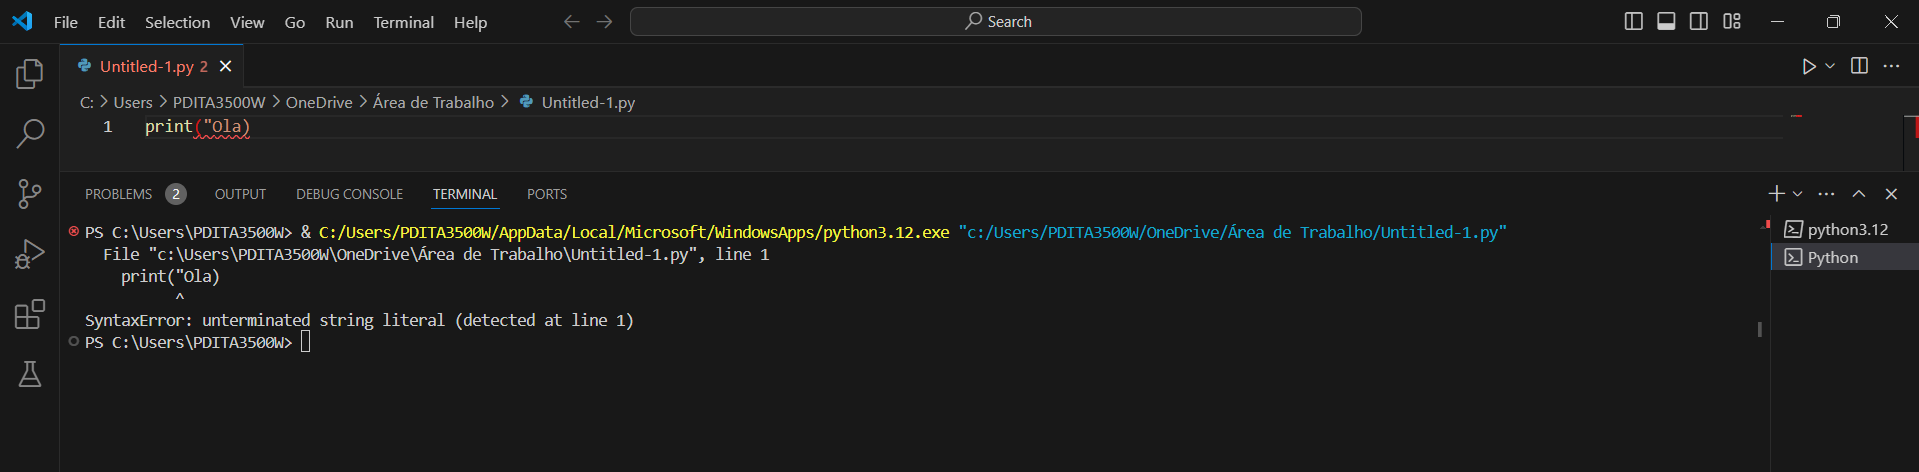 File Edit Selection View Go Run Terminal Help Search
Untitled-1.py 2
C: > Users > PDITA3500W > OneDrive > Área de Trabalho > Untitled-1.py
1 print("Ola)
PROBLEMS 2 OUTPUT DEBUG CONSOLE TERMINAL PORTS
PS C:\Users\PDITA3500W> & C:/Users/PDITA3500W/AppData/Local/Microsoft/WindowsApps/python3.12.exe "c:/Users/PDITA3500W/OneDrive/Área de Trabalho/Untitled-1.py"
File "c:\Users\PDITA3500W\OneDrive\Área de Trabalho\Untitled-1.py", line 1
print("Ola)
^
SyntaxError: unterminated string literal (detected at line 1)
PS C:\Users\PDITA3500W>
python3.12
Python